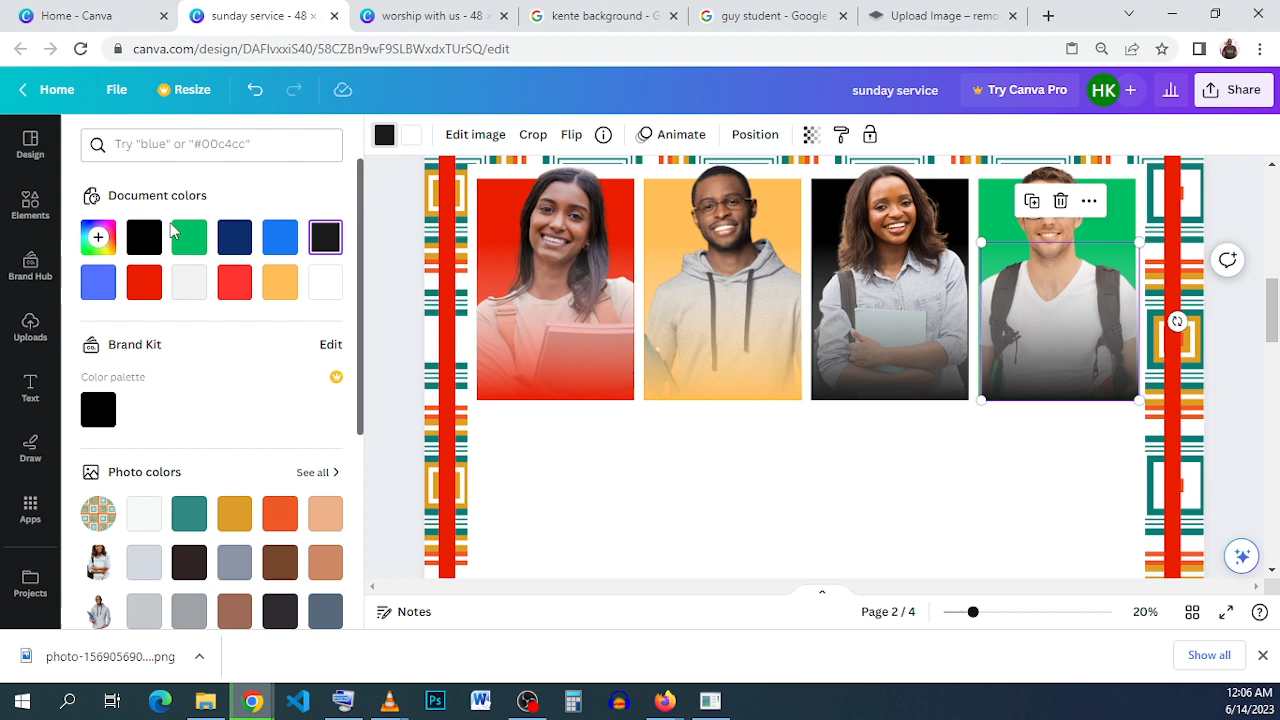 Home - Canva
sunday service - 48 ×
worship with us - 48 ×
kente background - G
guy student - Google
Upload Image – remo
canva.com/design/DAFlvxxiS40/58CZBn9wF9SLBWxdxTUrSQ/edit
Home
File
Resize
sunday service
Try Canva Pro
HK
Share
Design
Elements
Brand Hub
Uploads
Text
Draw
Apps
Projects
Try "blue" or "#00c4cc"
Document colors
Brand Kit
Edit
Color palette
Photo colors
See all
Edit image
Crop
Flip
Animate
Position
Notes
Page 2 / 4
20%
photo-156905690....png
Show all
12:06 AM
6/14/2023